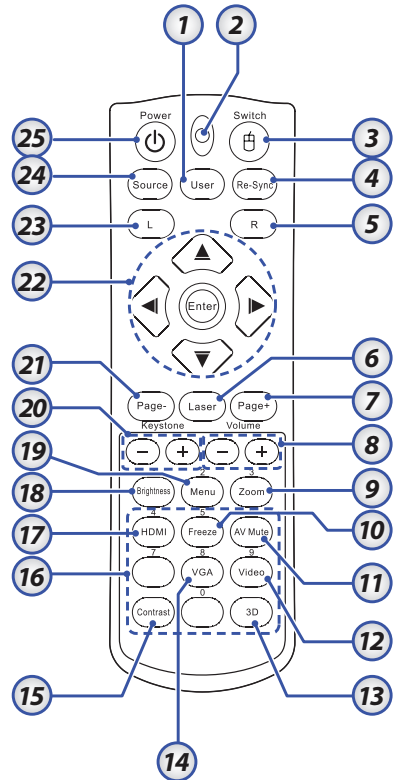 1 2
Power Switch
25 3
24 Source User Re-Sync 4
23 L R 5
22
Enter
21 6
Page- Laser Page+ 7
20 Keystone Volume
- + - + 8
19
2 3
18 Brightness Menu Zoom 9
4 5
17 HDMI Freeze AV Mute 10
7 8 9
16 VGA Video 11
0
Contrast 3D 12
15 13
14